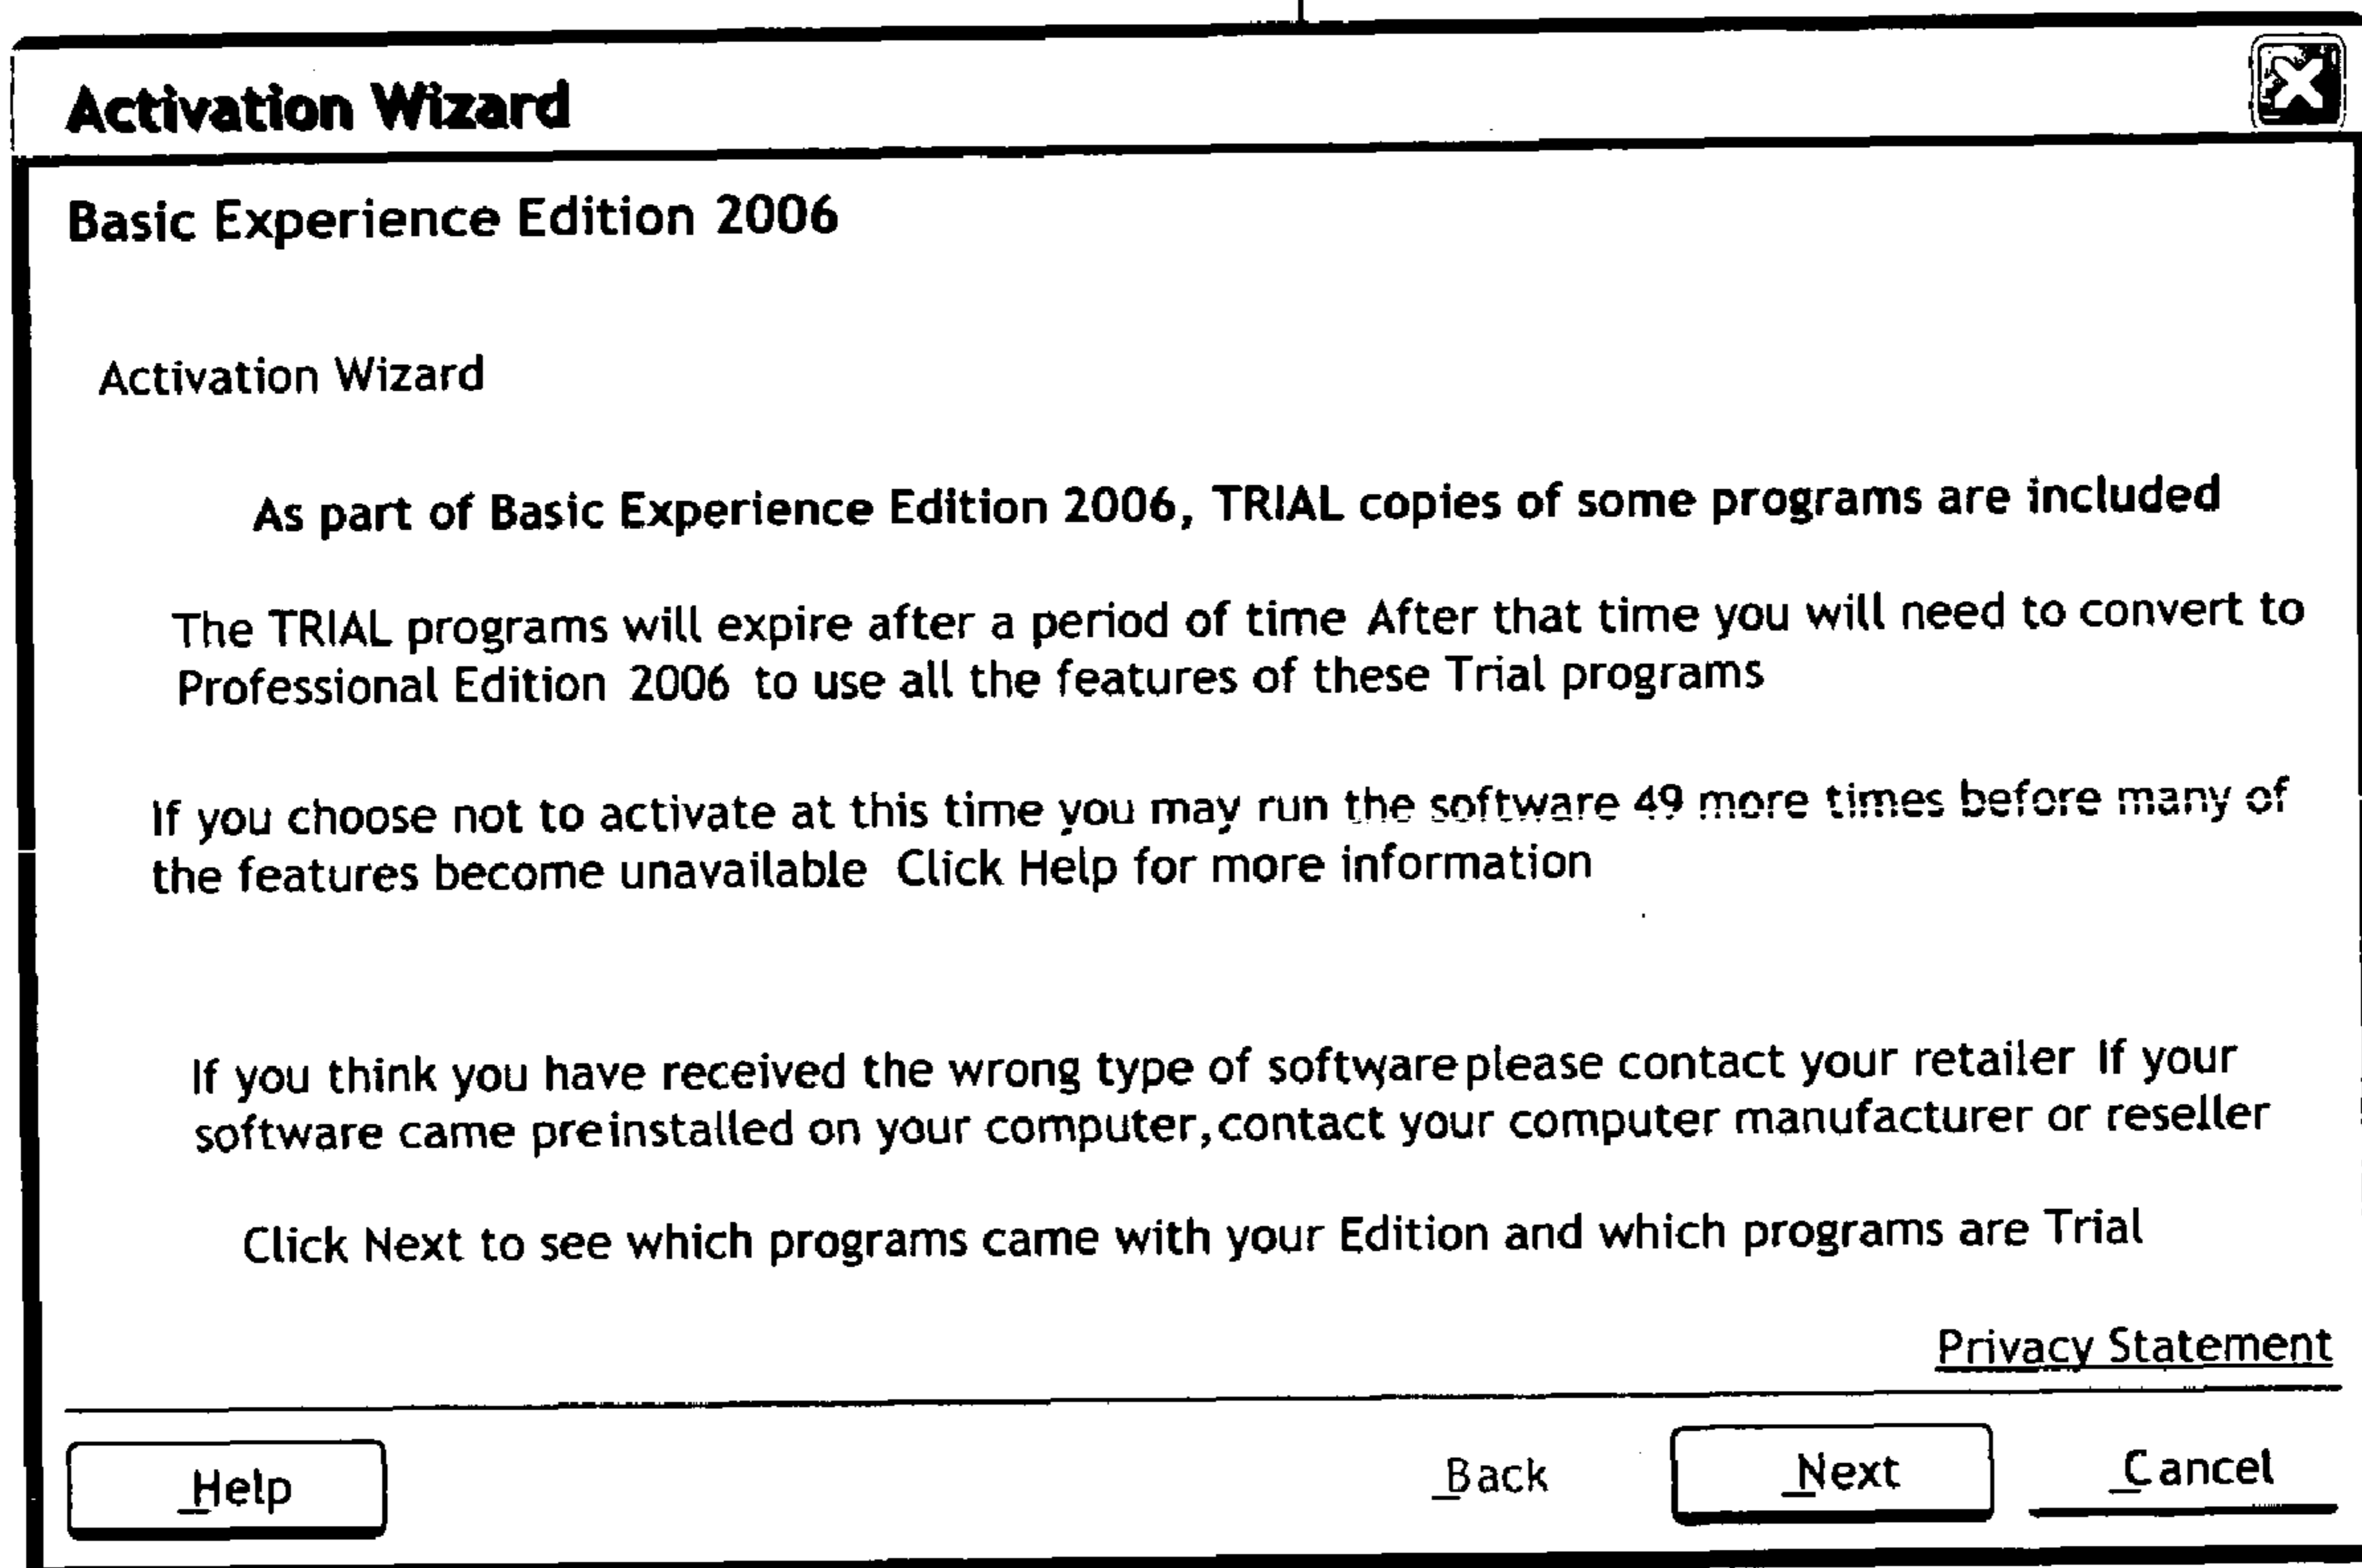 Activation Wizard
Basic Experience Edition 2006
Activation Wizard
As part of Basic Experience Edition 2006, TRIAL copies of some programs are included
The TRIAL programs will expire after a period of time After that time you will need to convert to
Professional Edition 2006 to use all the features of these Trial programs
If you choose not to activate at this time you may run the software 49 more times before many of
the features become unavailable Click Help for more information
If you think you have received the wrong type of software please contact your retailer If your
software came preinstalled on your computer, contact your computer manufacturer or reseller
Click Next to see which programs came with your Edition and which programs are Trial
Privacy Statement
Help Back Next Cancel